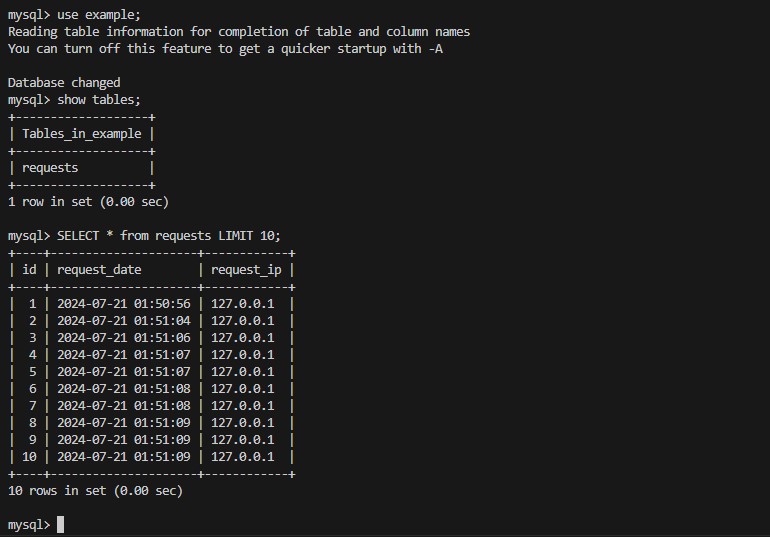 mysql> use example;
Reading table information for completion of table and column names
You can turn off this feature to get a quicker startup with -A

Database changed
mysql> show tables;
+-------------------+
| Tables_in_example |
+-------------------+
| requests          |
+-------------------+
1 row in set (0.00 sec)

mysql> SELECT * from requests LIMIT 10;
+----+---------------------+------------+
| id | request_date        | request_ip |
+----+---------------------+------------+
|  1 | 2024-07-21 01:50:56 | 127.0.0.1  |
|  2 | 2024-07-21 01:51:04 | 127.0.0.1  |
|  3 | 2024-07-21 01:51:06 | 127.0.0.1  |
|  4 | 2024-07-21 01:51:07 | 127.0.0.1  |
|  5 | 2024-07-21 01:51:07 | 127.0.0.1  |
|  6 | 2024-07-21 01:51:08 | 127.0.0.1  |
|  7 | 2024-07-21 01:51:08 | 127.0.0.1  |
|  8 | 2024-07-21 01:51:09 | 127.0.0.1  |
|  9 | 2024-07-21 01:51:09 | 127.0.0.1  |
| 10 | 2024-07-21 01:51:09 | 127.0.0.1  |
+----+---------------------+------------+
10 rows in set (0.00 sec)

mysql>